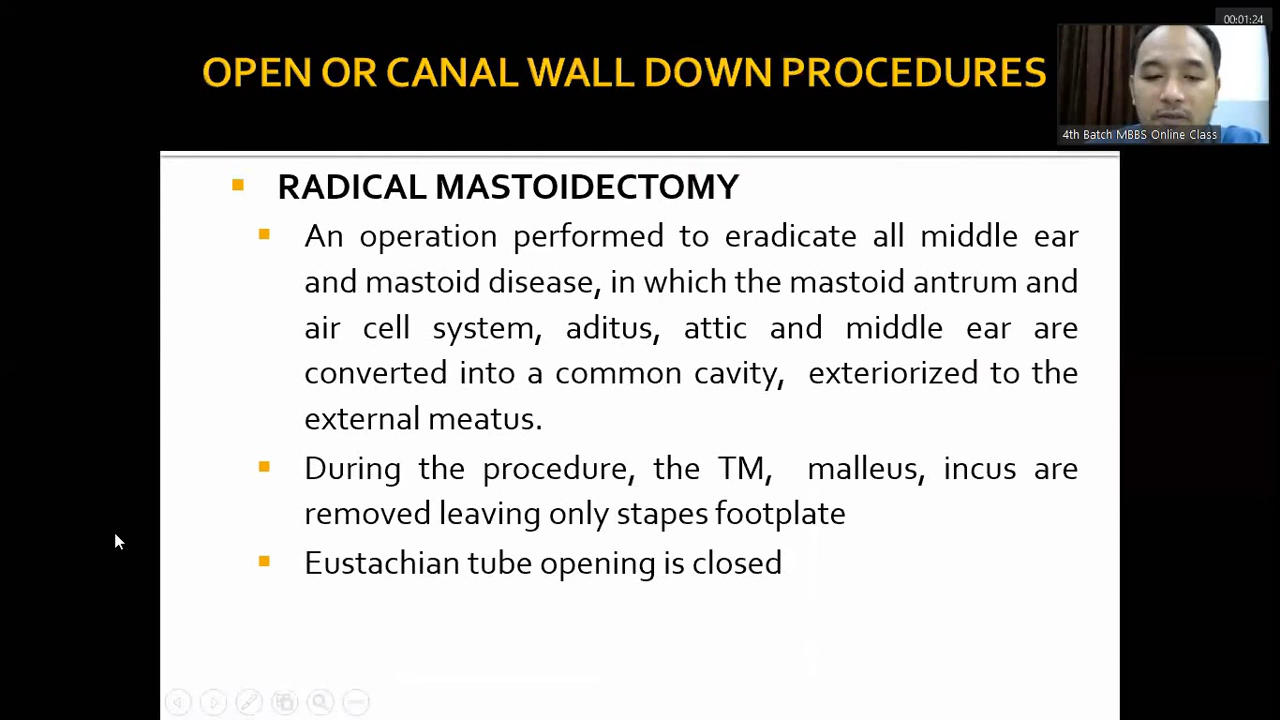 00:01:24
OPEN OR CANAL WALL DOWN PROCEDURES
4th Batch MBBS Online Class
RADICAL MASTOIDECTOMY
An operation performed to eradicate all middle ear
and mastoid disease, in which the mastoid antrum and
air cell system, aditus, attic and middle ear are
converted into a common cavity, exteriorized to the
external meatus.
During the procedure, the TM, malleus, incus are
removed leaving only stapes footplate
Eustachian tube opening is closed